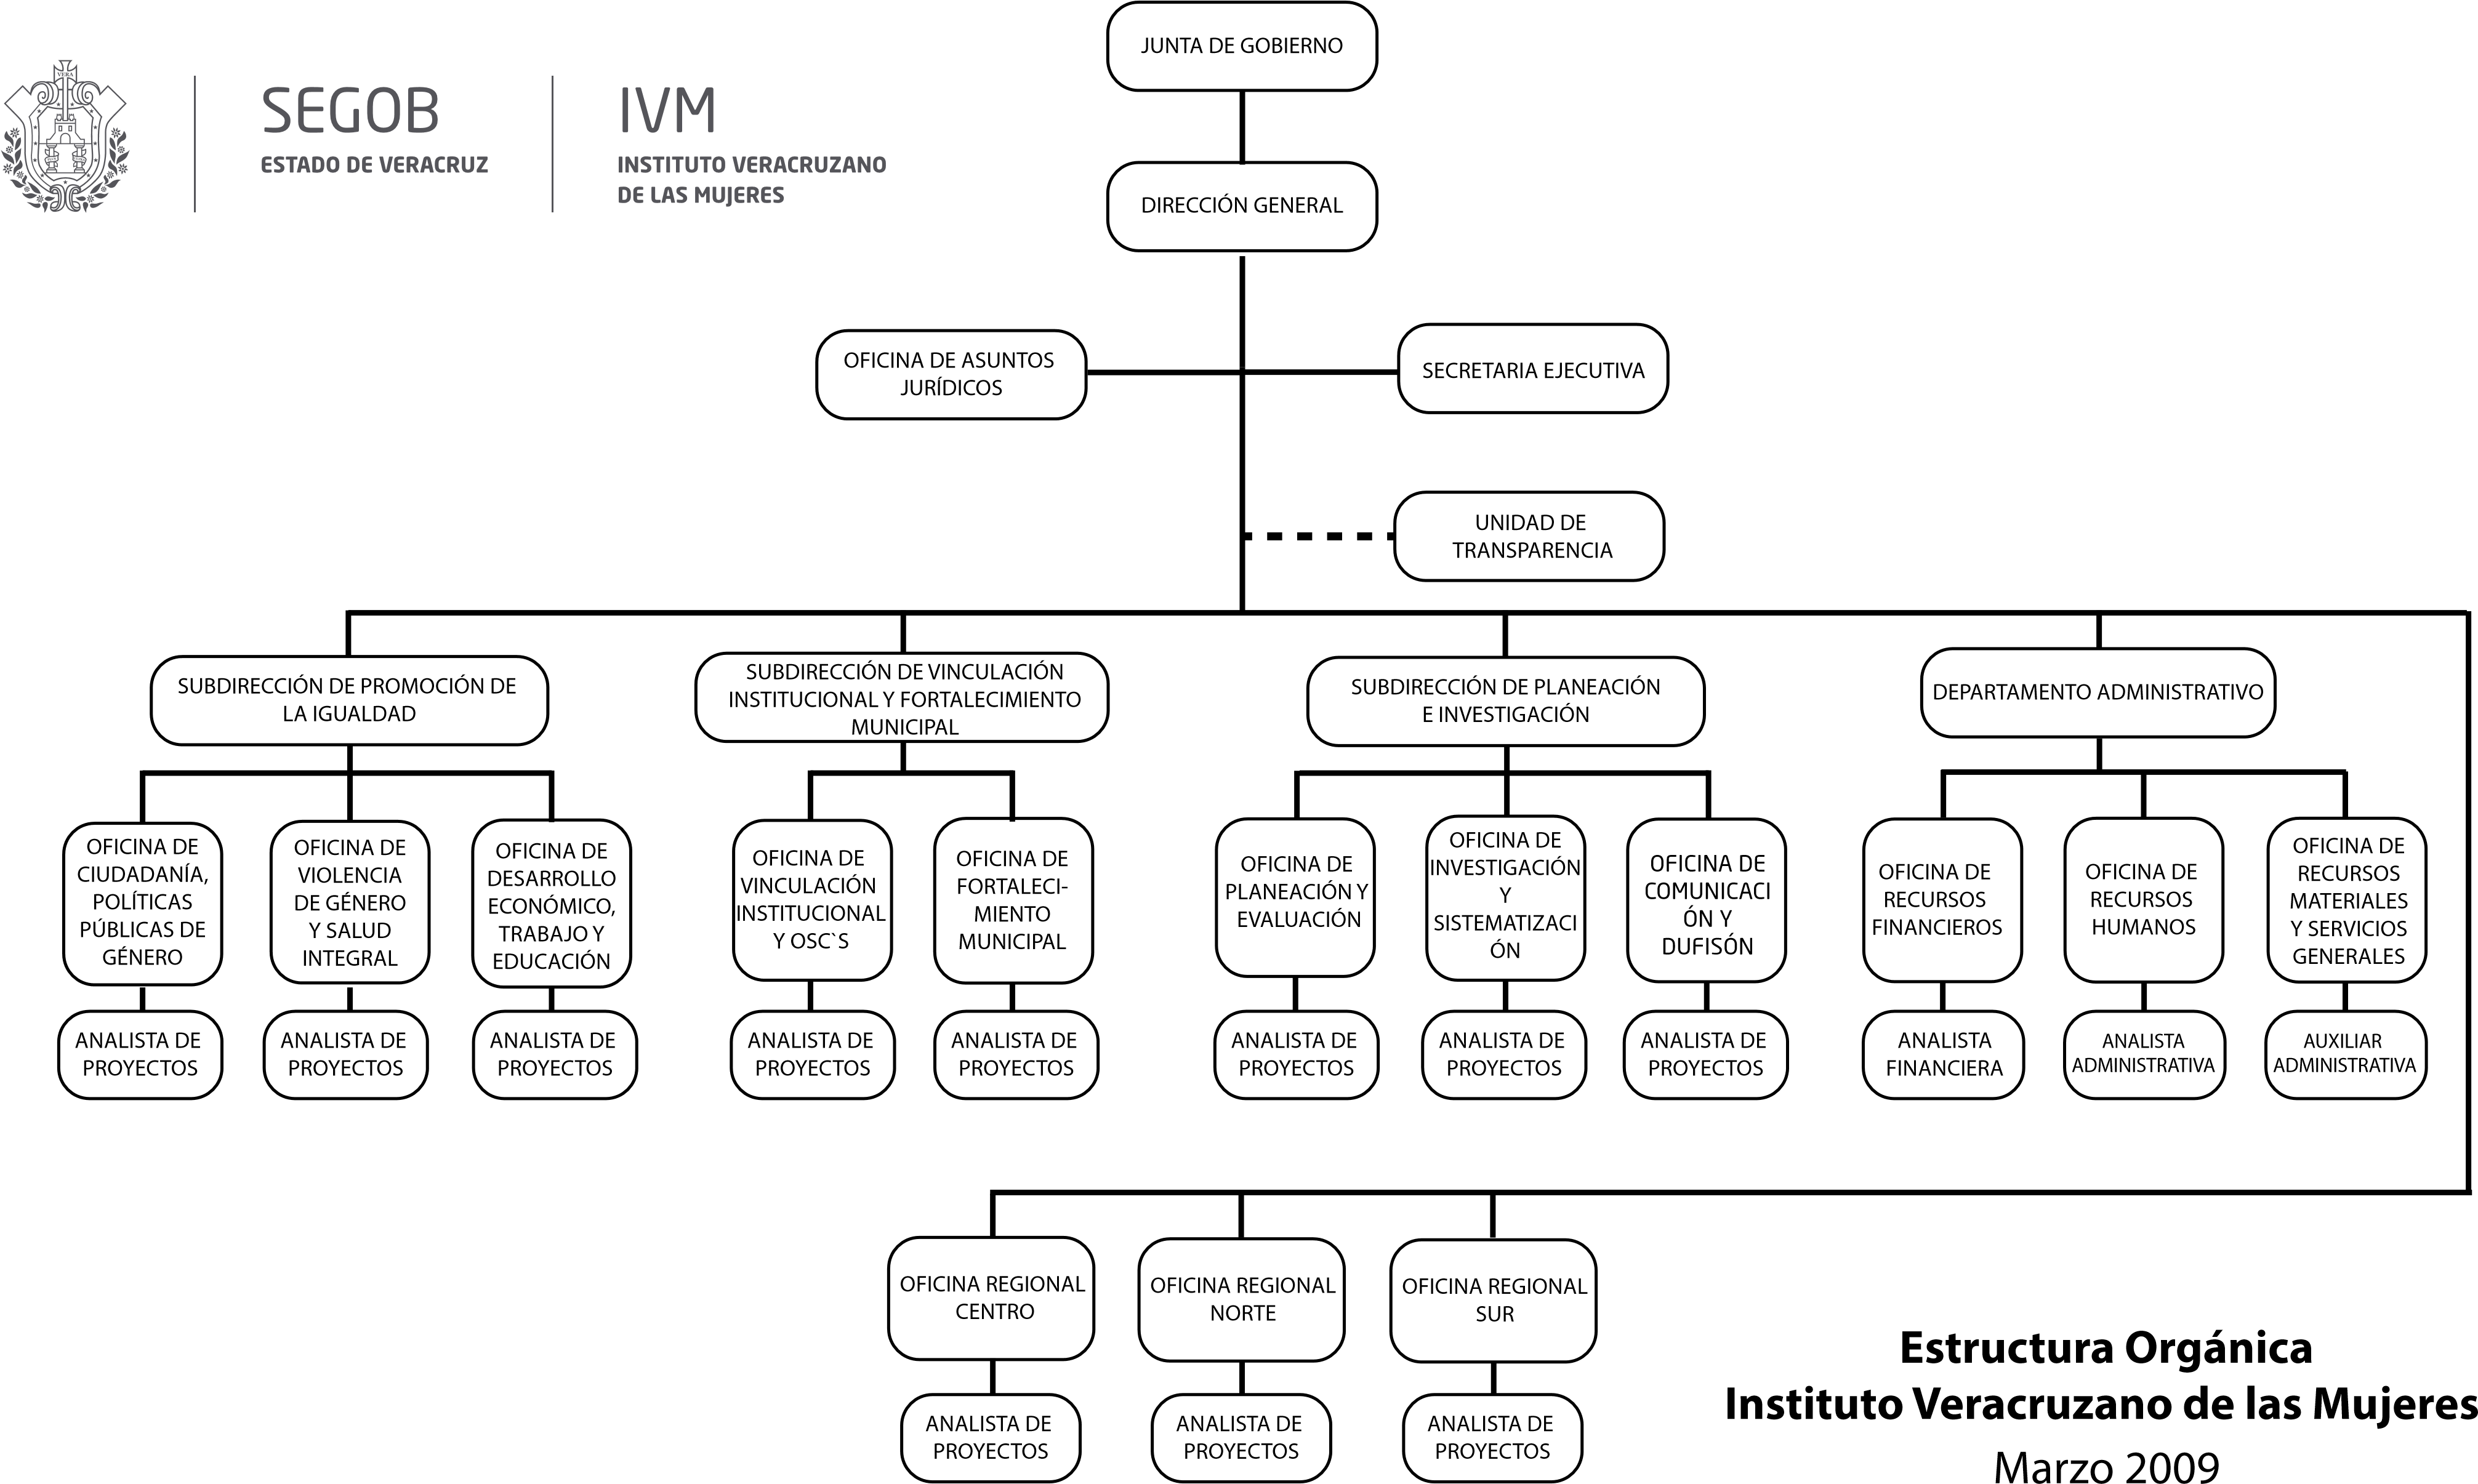 JUNTA DE GOBIERNO
VERA
SEGOB
ESTADO DE VERACRUZ
IVM
INSTITUTO VERACRUZANO
DE LAS MUJERES
DIRECCIÓN GENERAL
OFICINA DE ASUNTOS
JURÍDICOS
SECRETARIA EJECUTIVA
UNIDAD DE
TRANSPARENCIA
SUBDIRECCIÓN DE PROMOCIÓN DE
LA IGUALDAD
SUBDIRECCIÓN DE VINCULACIÓN
INSTITUCIONAL Y FORTALECIMIENTO
MUNICIPAL
SUBDIRECCIÓN DE PLANEACIÓN
E INVESTIGACIÓN
DEPARTAMENTO ADMINISTRATIVO
OFICINA DE
CIUDADANÍA,
POLÍTICAS
PÚBLICAS DE
GÉNERO
OFICINA DE
VIOLENCIA
DE GÉNERO
Y SALUD
INTEGRAL
OFICINA DE
DESARROLLO
ECONÓMICO,
TRABAJO Y
EDUCACIÓN
OFICINA DE
VINCULACIÓN
INSTITUCIONAL
Y OSC`S
OFICINA DE
FORTALECI-
MIENTO
MUNICIPAL
OFICINA DE
PLANEACIÓN Y
EVALUACIÓN
OFICINA DE
INVESTIGACIÓN
Y
SISTEMATIZACI
ÓN
OFICINA DE
COMUNICACI
ÓN Y
DUFISÓN
OFICINA DE
RECURSOS
FINANCIEROS
OFICINA DE
RECURSOS
HUMANOS
OFICINA DE
RECURSOS
MATERIALES
Y SERVICIOS
GENERALES
ANALISTA DE
PROYECTOS
ANALISTA DE
PROYECTOS
ANALISTA DE
PROYECTOS
ANALISTA DE
PROYECTOS
ANALISTA DE
PROYECTOS
ANALISTA DE
PROYECTOS
ANALISTA DE
PROYECTOS
ANALISTA DE
PROYECTOS
ANALISTA
FINANCIERA
ANALISTA
ADMINISTRATIVA
AUXILIAR
ADMINISTRATIVA
OFICINA REGIONAL
CENTRO
OFICINA REGIONAL
NORTE
OFICINA REGIONAL
SUR
ANALISTA DE
PROYECTOS
ANALISTA DE
PROYECTOS
ANALISTA DE
PROYECTOS
Estructura Orgánica
Instituto Veracruzano de las Mujeres
Marzo 2009